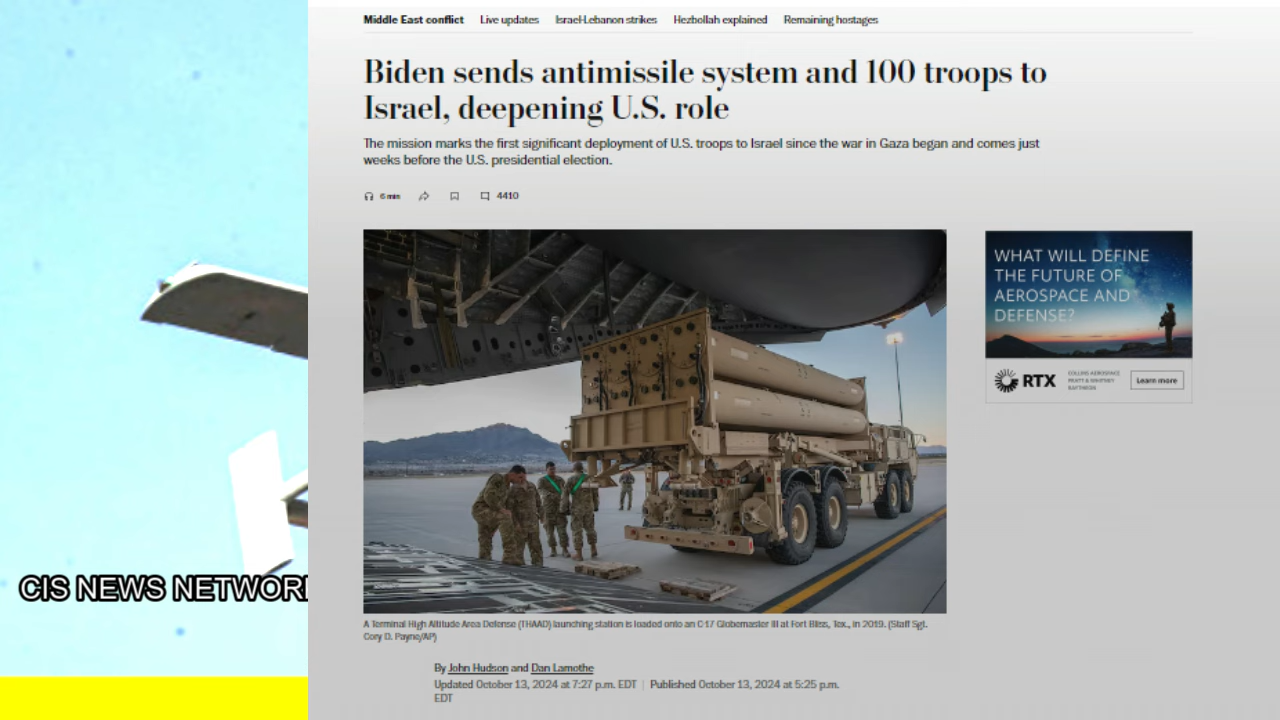 Middle East conflict Live updates Israel-Lebanon strikes Hezbollah explained Remaining hostages
Biden sends antimissile system and 100 troops to
Israel, deepening U.S. role
The mission marks the first significant deployment of U.S. troops to Israel since the war in Gaza began and comes just
weeks before the U.S. presidential election.
6 min 4410
WHAT WILL DEFINE
THE FUTURE OF
AEROSPACE AND
DEFENSE?
RTX
COLLINS AEROSPACE
PRATT & WHITNEY
RAYTHEON
Learn more
CIS NEWS NETWOR
A Terminal High Altitude Area Defense (THAAD) launching station is loaded onto an C-17 Globemaster III at Fort Bliss, Tex., in 2019. (Staff Sgt.
Cory D. Payne/AP)
By John Hudson and Dan Lamothe
Updated October 13, 2024 at 7:27 p.m. EDT | Published October 13, 2024 at 5:25 p.m.
EDT